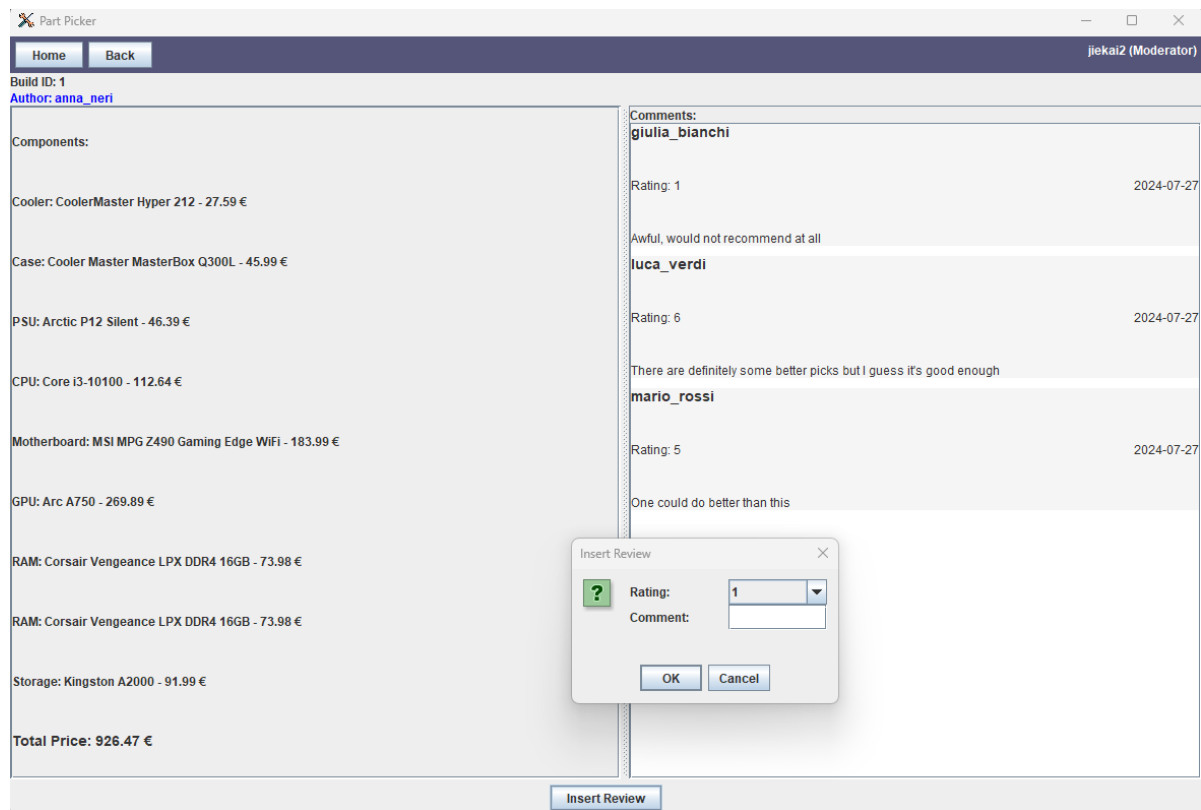 Part Picker
Home Back jiekai2 (Moderator)
Build ID: 1
Author: anna_neri
Components:
Cooler: CoolerMaster Hyper 212 - 27.59 €
Case: Cooler Master MasterBox Q300L - 45.99 €
PSU: Arctic P12 Silent - 46.39 €
CPU: Core i3-10100 - 112.64 €
Motherboard: MSI MPG Z490 Gaming Edge WiFi - 183.99 €
GPU: Arc A750 - 269.89 €
RAM: Corsair Vengeance LPX DDR4 16GB - 73.98 €
RAM: Corsair Vengeance LPX DDR4 16GB - 73.98 €
Storage: Kingston A2000 - 91.99 €
Total Price: 926.47 €
Comments:
giulia_bianchi
Rating: 1 2024-07-27
Awful, would not recommend at all
luca_verdi
Rating: 6 2024-07-27
There are definitely some better picks but I guess it's good enough
mario_rossi
Rating: 5 2024-07-27
One could do better than this
Insert Review
?
Rating: 1
Comment:
OK Cancel
Insert Review